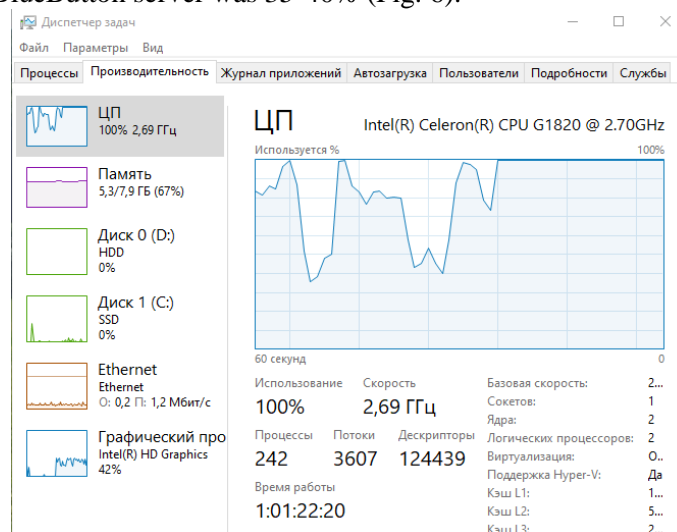 BlueButton server was 35-40% (Fig. 8).
Диспетчер задач
Файл Параметры Вид
Процессы Производительность Журнал приложений Автозагрузка Пользователи Подробности Службы
ЦП
100% 2,69 ГГц
Память
5,3/7,9 ГБ (67%)
Диск 0 (D:)
HDD
0%
Диск 1 (C:)
SSD
0%
Ethernet
Ethernet
О: 0,2 П: 1,2 Мбит/с
Графический про
Intel(R) HD Graphics
42%
ЦП Intel(R) Celeron(R) CPU G1820 @ 2.70GHz
Используется % 100%
60 секунд 0
Использование Скорость
100% 2,69 ГГц
Процессы Потоки Дескрипторы
242 3607 124439
Время работы
1:01:22:20
Базовая скорость: 2...
Сокетов: 1
Ядра: 2
Логических процессоров: 2
Виртуализация: О..
Поддержка Hyper-V: Да
Кэш L1: 1...
Кэш L2: 5...
Кэш L3: 2...